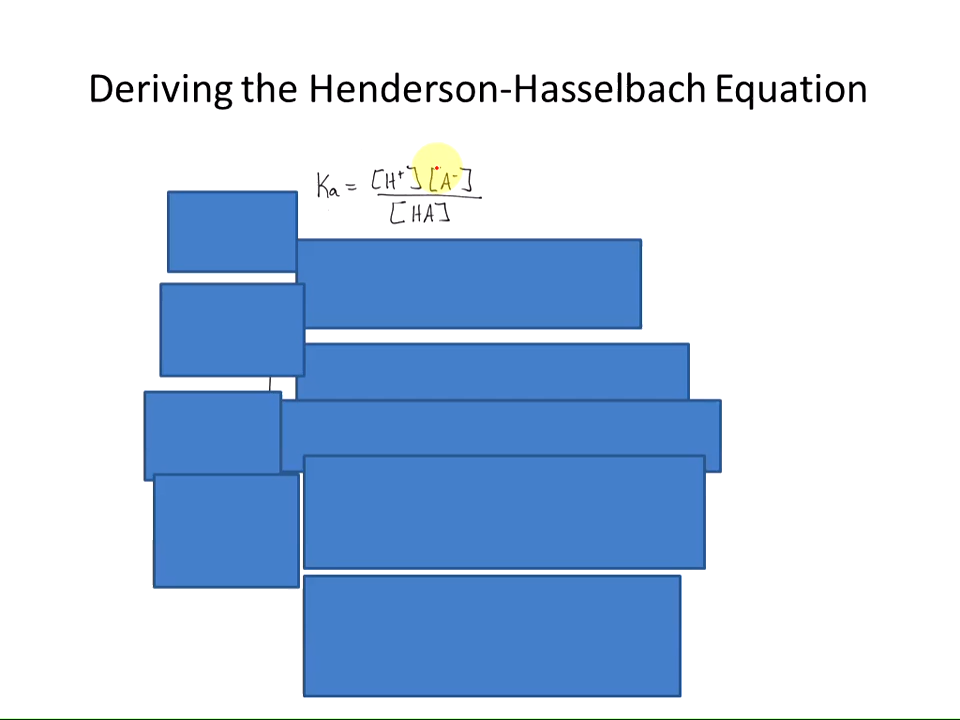 Deriving the Henderson-Hasselbach Equation
Ka = [H⁺][A⁻]
[HA]